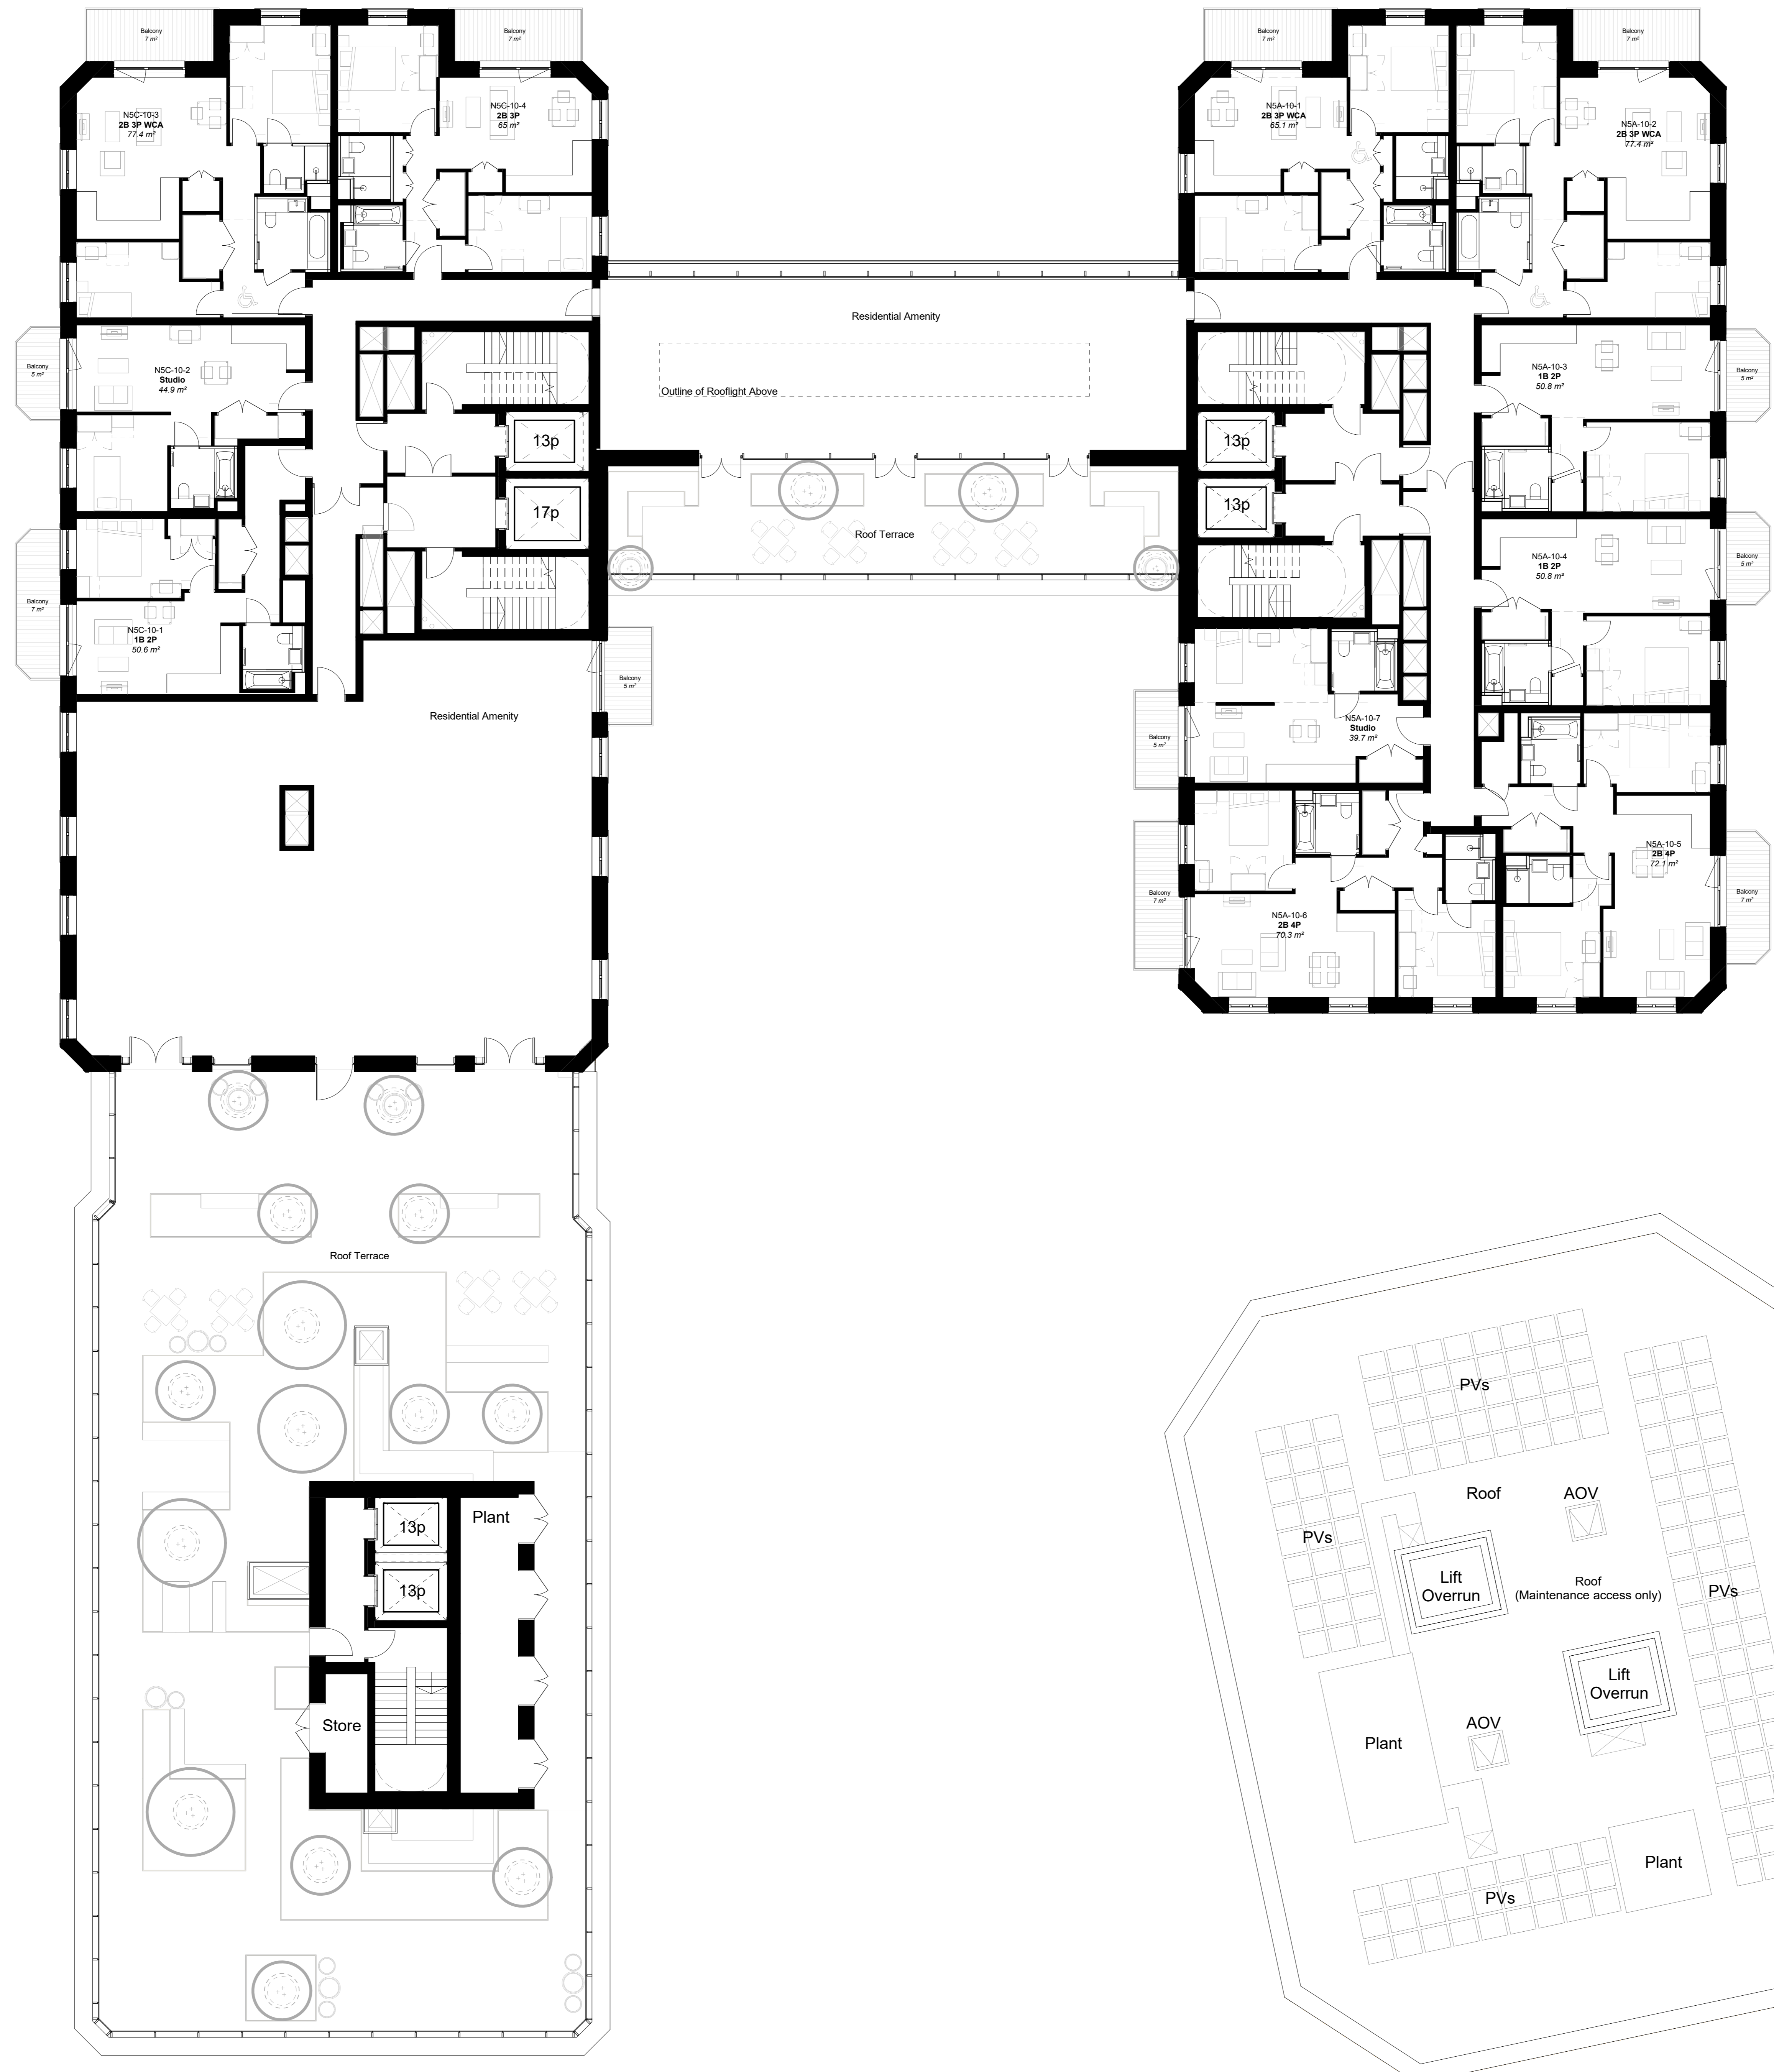 Balcony
7 m²
Balcony
7 m²
Balcony
7 m²
Balcony
7 m²
N5C-10-3
2B 3P WCA
77.4 m²
N5C-10-4
2B 3P
65 m²
N5A-10-1
2B 3P WCA
65.1 m²
N5A-10-2
2B 3P WCA
77.4 m²
Residential Amenity
Outline of Rooflight Above
Balcony
5 m²
N5C-10-2
Studio
44.9 m²
N5A-10-3
1B 2P
50.8 m²
Balcony
5 m²
13p
17p
13p
13p
Roof Terrace
N5A-10-4
1B 2P
50.8 m²
Balcony
5 m²
Balcony
7 m²
N5C-10-1
1B 2P
50.6 m²
Balcony
5 m²
Residential Amenity
Balcony
5 m²
N5A-10-7
Studio
39.7 m²
N5A-10-5
2B 4P
72.1 m²
Balcony
7 m²
Balcony
7 m²
N5A-10-6
2B 4P
70.3 m²
Roof Terrace
13p
13p
Plant
Store
PVs
Roof
AOV
PVs
Lift
Overrun
Roof
(Maintenance access only)
PVs
Lift
Overrun
AOV
Plant
Plant
PVs